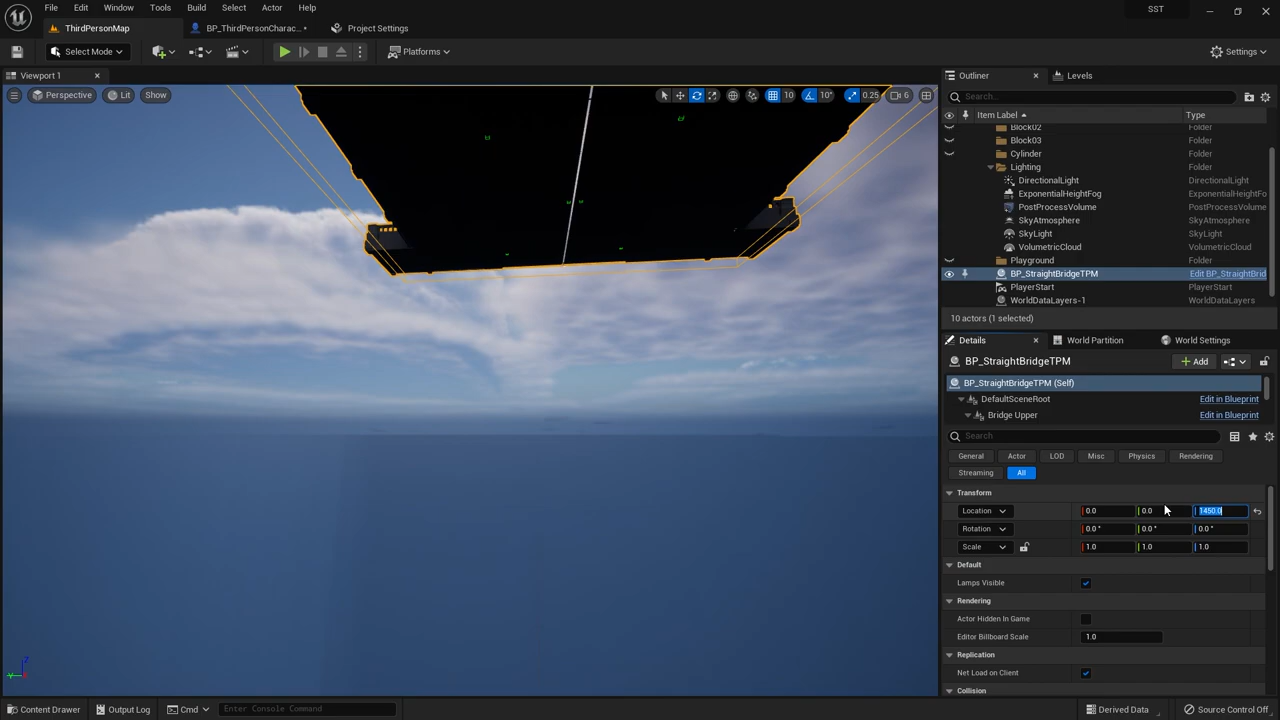 File Edit Window Tools Build Select Actor Help
SST
ThirdPersonMap
BP_ThirdPersonCharac...•
Project Settings
Select Mode
Platforms
Settings
Viewport 1
Outliner
Levels
Perspective
Lit
Show
10
10°
0.25
6
Search...
Item Label
Type
Block02
Folder
Block03
Folder
Cylinder
Folder
Lighting
Folder
DirectionalLight
DirectionalLight
ExponentialHeightFog
ExponentialHeightFo
PostProcessVolume
PostProcessVolume
SkyAtmosphere
SkyAtmosphere
SkyLight
SkyLight
VolumetricCloud
VolumetricCloud
Playground
Folder
BP_StraightBridgeTPM
Edit BP_StraightBrid
PlayerStart
PlayerStart
WorldDataLayers-1
WorldDataLayers
10 actors (1 selected)
Details
World Partition
World Settings
BP_StraightBridgeTPM
Add
BP_StraightBridgeTPM (Self)
DefaultSceneRoot
Edit in Blueprint
Bridge Upper
Edit in Blueprint
Search
General
Actor
LOD
Misc
Physics
Rendering
Streaming
All
Transform
Location
0.0
0.0
1450.0
Rotation
0.0 °
0.0 °
0.0 °
Scale
1.0
1.0
1.0
Default
Lamps Visible
Rendering
Actor Hidden In Game
Editor Billboard Scale
1.0
Replication
Net Load on Client
Collision
Content Drawer
Output Log
Cmd
Enter Console Command
Derived Data
Source Control Off